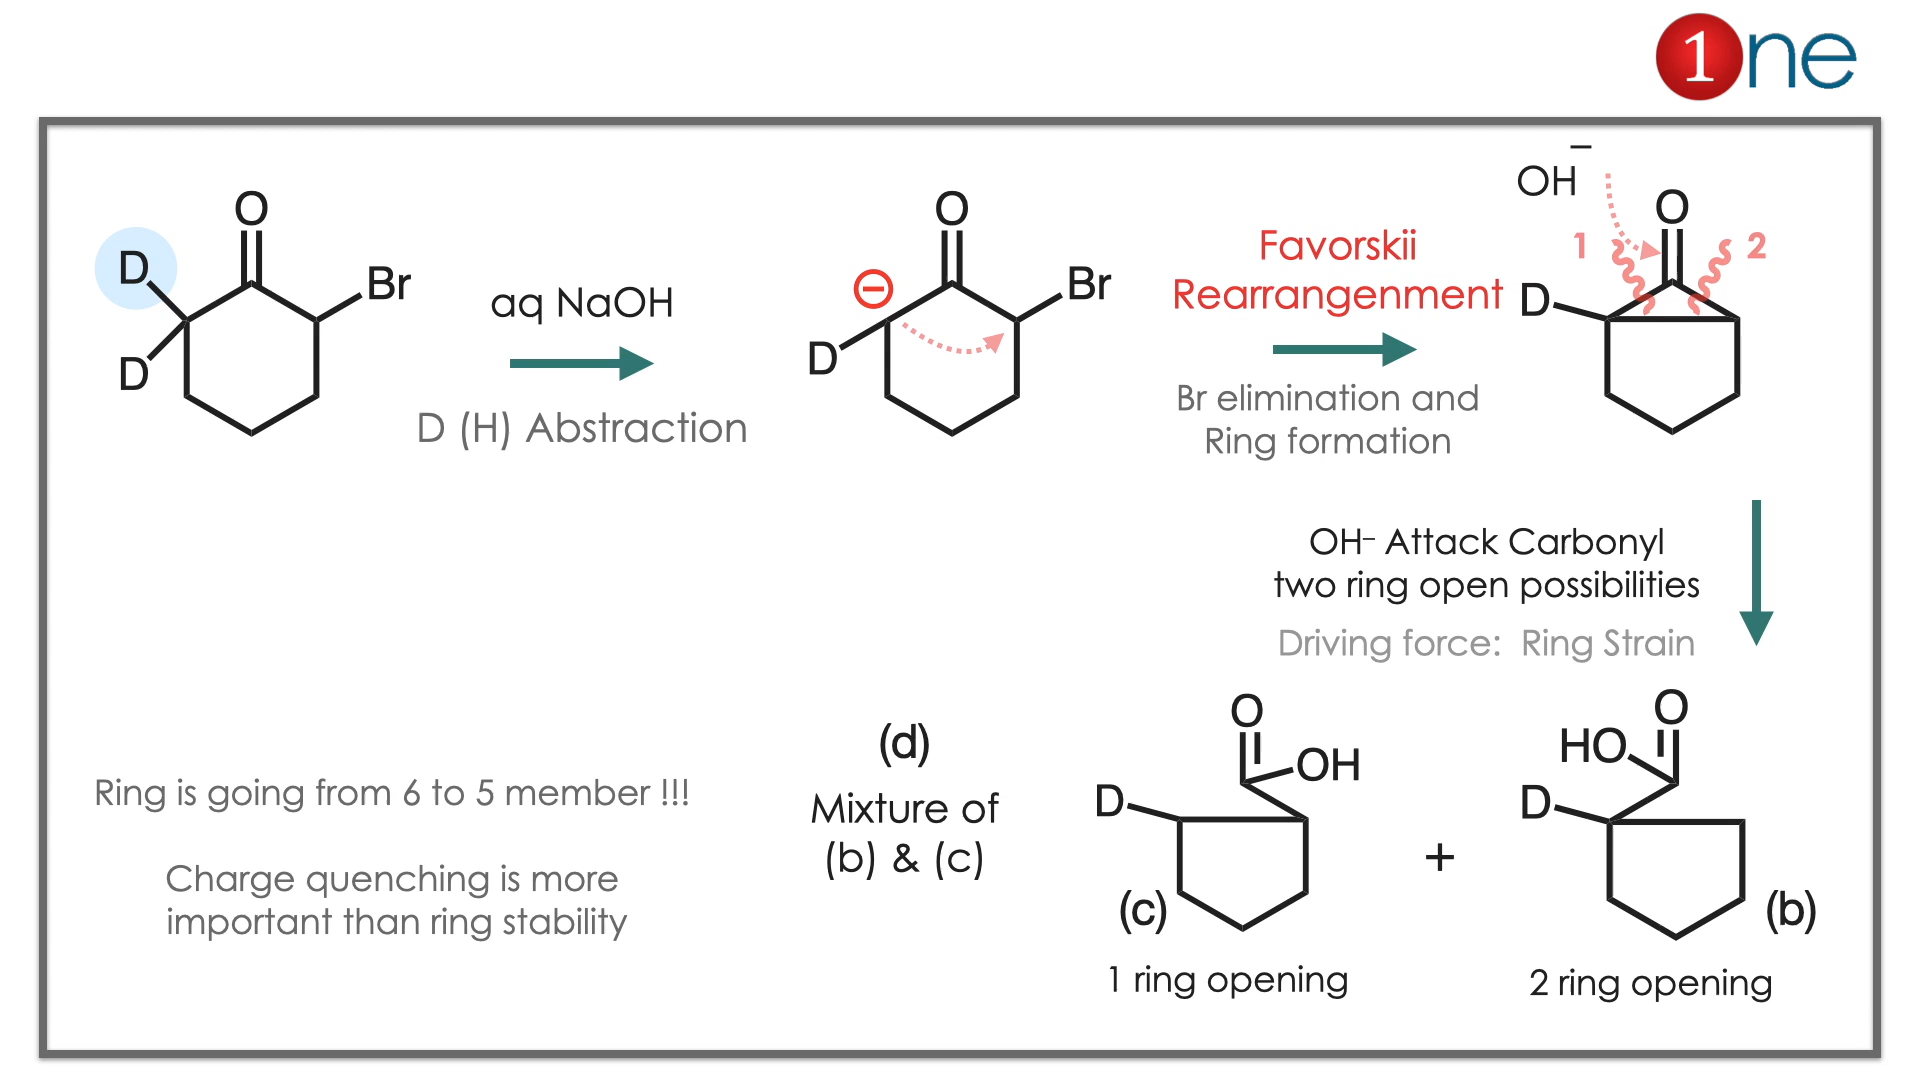 1ne
O
D
Br
D
aq NaOH
D (H) Abstraction
O
Br
D
Favorskii
Rearrangenment
Br elimination and
Ring formation
OH–
O
1
2
D
OH– Attack Carbonyl
two ring open possibilities
Driving force: Ring Strain
Ring is going from 6 to 5 member !!!
Charge quenching is more
important than ring stability
(d)
Mixture of
(b) & (c)
O
OH
D
(c)
1 ring opening
+
O
HO
D
(b)
2 ring opening